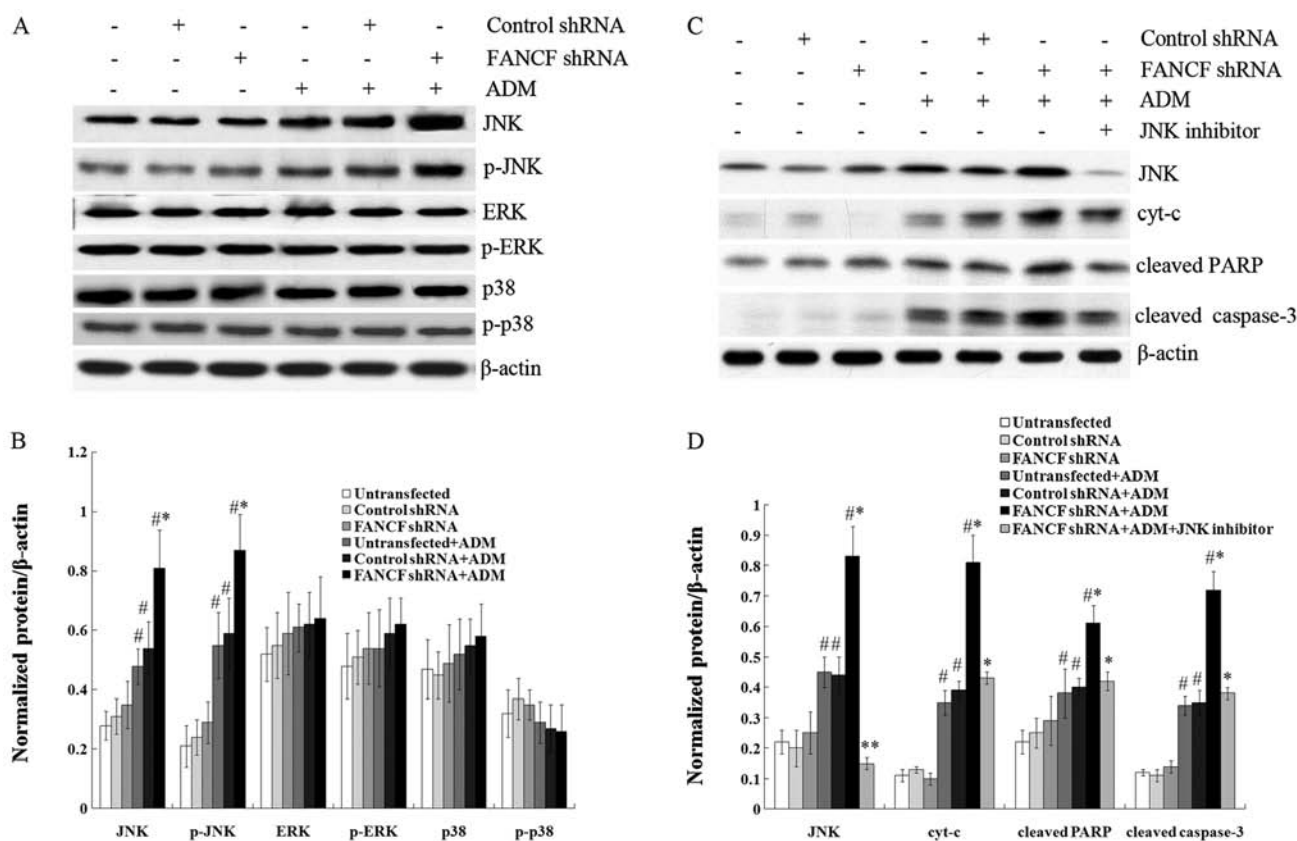 A
- + - - + - Control shRNA
- - + - - + FANCF shRNA
- - - + + + ADM
JNK
p-JNK
ERK
p-ERK
p38
p-p38
β-actin
B
Normalized protein/β-actin
1.2
1
0.8
0.6
0.4
0.2
0
Untransfected
Control shRNA
FANCF shRNA
Untransfected+ADM
Control shRNA+ADM
FANCF shRNA+ADM
# # #*
# # #*
JNK p-JNK ERK p-ERK p38 p-p38
C
- + - - + - - Control shRNA
- - + - - + + FANCF shRNA
- - - + + + + ADM
- - - - - - + JNK inhibitor
JNK
cyt-c
cleaved PARP
cleaved caspase-3
β-actin
D
Normalized protein/β-actin
1
0.9
0.8
0.7
0.6
0.5
0.4
0.3
0.2
0.1
0
Untransfected
Control shRNA
FANCF shRNA
Untransfected+ADM
Control shRNA+ADM
FANCF shRNA+ADM
FANCF shRNA+ADM+JNK inhibitor
## #* **
# # #* *
# # #* *
# # #* *
JNK cyt-c cleaved PARP cleaved caspase-3